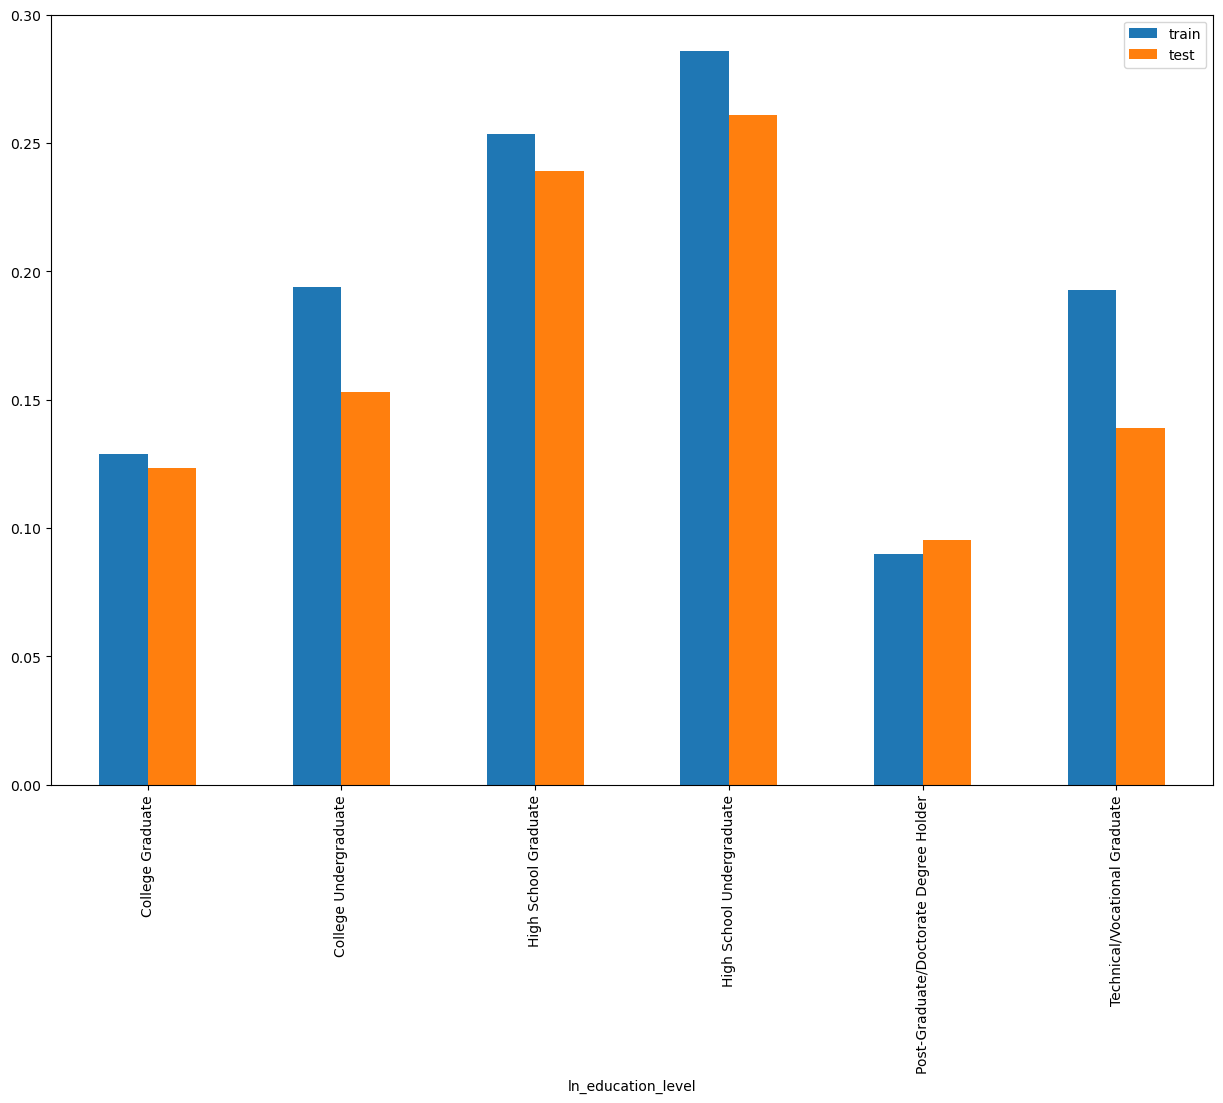 0.30
0.25
0.20
0.15
0.10
0.05
0.00
train
test
College Graduate
College Undergraduate
High School Graduate
High School Undergraduate
Post-Graduate/Doctorate Degree Holder
Technical/Vocational Graduate
ln_education_level